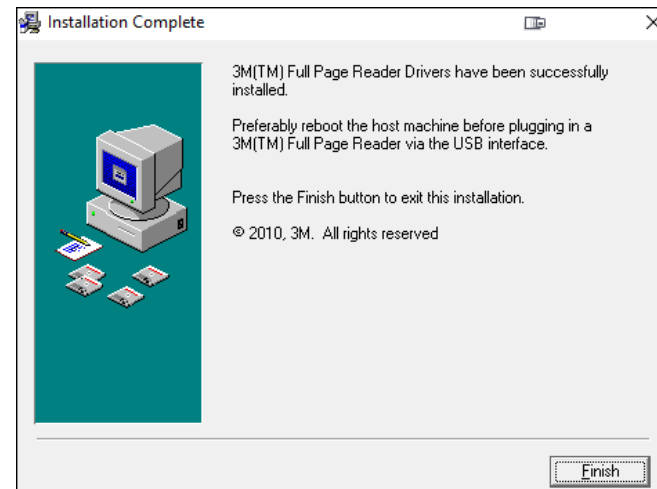 Installation Complete
3M(TM) Full Page Reader Drivers have been successfully
installed.
Preferably reboot the host machine before plugging in a
3M(TM) Full Page Reader via the USB interface.
Press the Finish button to exit this installation.
© 2010, 3M.  All rights reserved
Finish